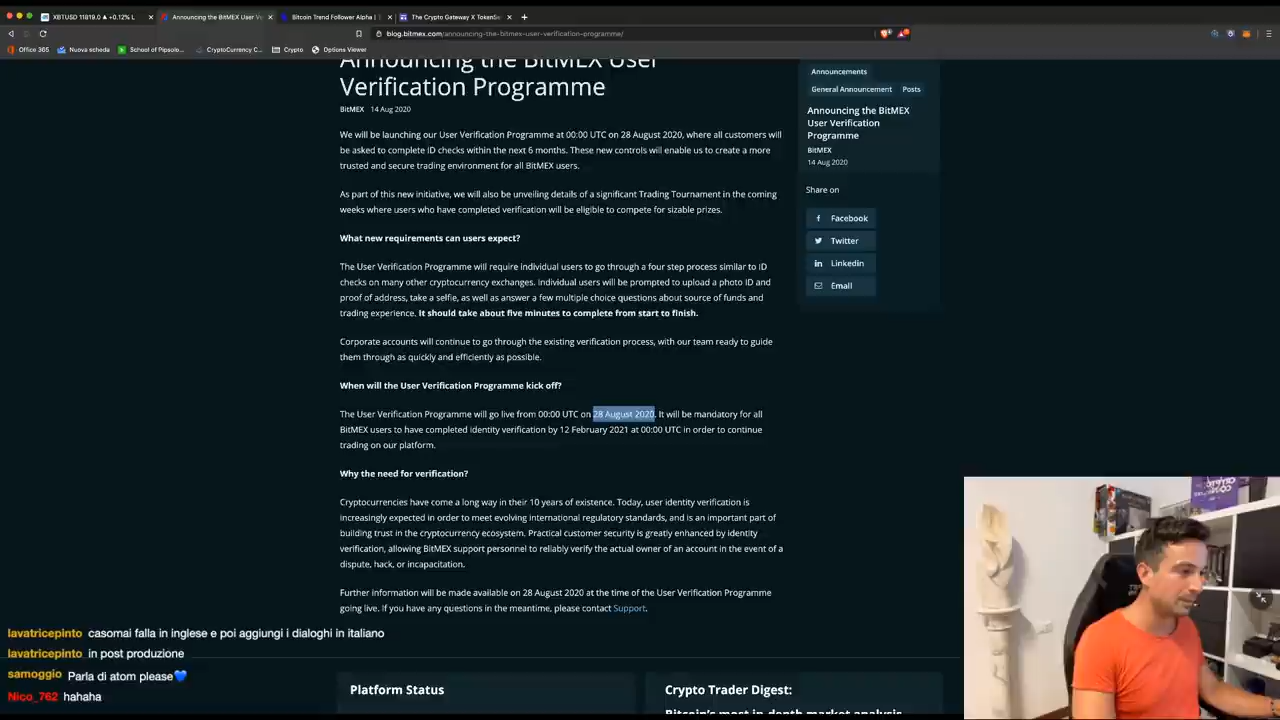 XBTUSD 11819.0 ▲ +0.12% L
Announcing the BitMEX User Ve
Bitcoin Trend Follower Alpha |
The Crypto Gateway X TokenSe
blog.bitmex.com/announcing-the-bitmex-user-verification-programme/
Office 365
Nuova scheda
School of Pipsolo...
CryptoCurrency C...
Crypto
Options Viewer
Announcing the BitMEX User
Verification Programme
BitMEX 14 Aug 2020
We will be launching our User Verification Programme at 00:00 UTC on 28 August 2020, where all customers will
be asked to complete ID checks within the next 6 months. These new controls will enable us to create a more
trusted and secure trading environment for all BitMEX users.
As part of this new initiative, we will also be unveiling details of a significant Trading Tournament in the coming
weeks where users who have completed verification will be eligible to compete for sizable prizes.
What new requirements can users expect?
The User Verification Programme will require individual users to go through a four step process similar to ID
checks on many other cryptocurrency exchanges. Individual users will be prompted to upload a photo ID and
proof of address, take a selfie, as well as answer a few multiple choice questions about source of funds and
trading experience. It should take about five minutes to complete from start to finish.
Corporate accounts will continue to go through the existing verification process, with our team ready to guide
them through as quickly and efficiently as possible.
When will the User Verification Programme kick off?
The User Verification Programme will go live from 00:00 UTC on 28 August 2020. It will be mandatory for all
BitMEX users to have completed identity verification by 12 February 2021 at 00:00 UTC in order to continue
trading on our platform.
Why the need for verification?
Cryptocurrencies have come a long way in their 10 years of existence. Today, user identity verification is
increasingly expected in order to meet evolving international regulatory standards, and is an important part of
building trust in the cryptocurrency ecosystem. Practical customer security is greatly enhanced by identity
verification, allowing BitMEX support personnel to reliably verify the actual owner of an account in the event of a
dispute, hack, or incapacitation.
Further information will be made available on 28 August 2020 at the time of the User Verification Programme
going live. If you have any questions in the meantime, please contact Support.
Announcements
General Announcement Posts
Announcing the BitMEX
User Verification
Programme
BitMEX
14 Aug 2020
Share on
Facebook
Twitter
Linkedin
Email
lavatricepinto casomai falla in inglese e poi aggiungi i dialoghi in italiano
lavatricepinto in post produzione
samoggio Parla di atom please💙
Nico_762 hahaha
Platform Status
Crypto Trader Digest:
Bitcoin's most in-depth market analysis